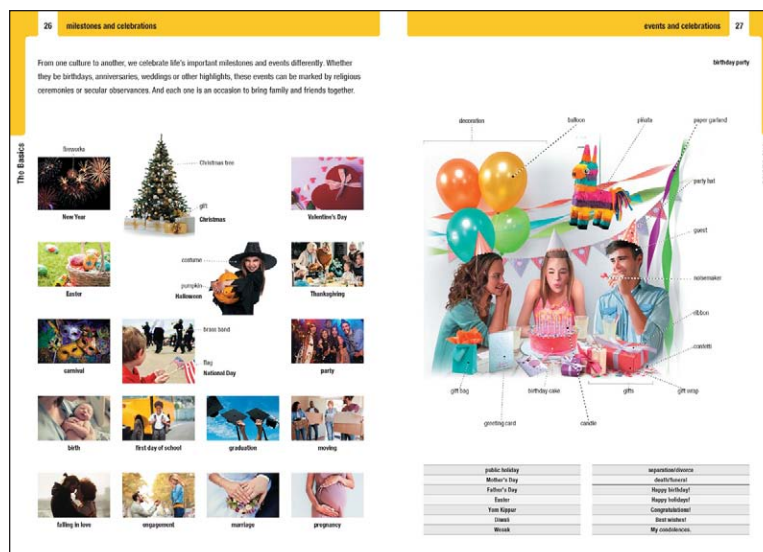 26 milestones and celebrations
From one culture to another, we celebrate life's important milestones and events differently. Whether
they be birthdays, anniversaries, weddings or other highlights, these events can be marked by religious
ceremonies or secular observances. And each one is an occasion to bring family and friends together.
The Basics
fireworks
New Year
Christmas tree
gift
Christmas
Valentine's Day
Easter
costume
pumpkin
Halloween
Thanksgiving
carnival
brass band
flag
National Day
party
birth
first day of school
graduation
moving
falling in love
engagement
marriage
pregnancy
events and celebrations 27
birthday party
decoration
balloon
piñata
paper garland
party hat
guest
noisemaker
ribbon
confetti
gift bag
birthday cake
gifts
gift wrap
greeting card
candle
public holiday
Mother's Day
Father's Day
Easter
Yom Kippur
Diwali
Wesak
separation/divorce
death/funeral
Happy birthday!
Happy holidays!
Congratulations!
Best wishes!
My condolences.